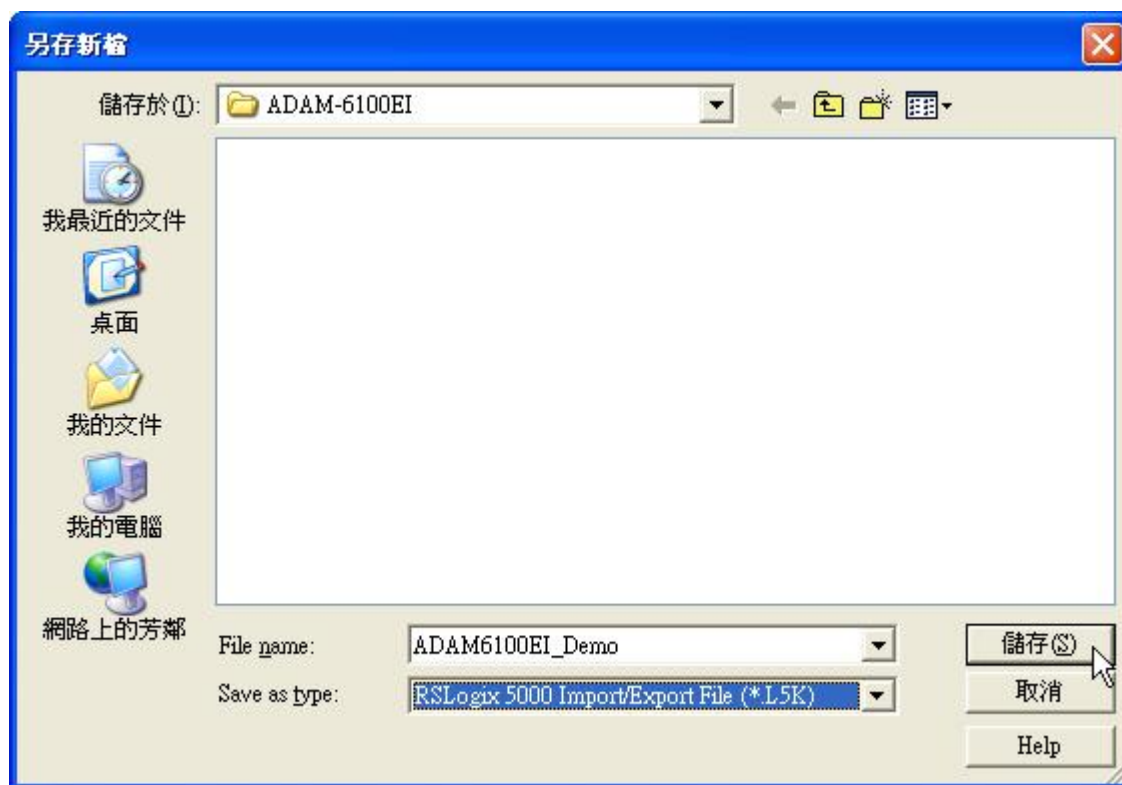 另存新檔
儲存於(I):
ADAM-6100EI
我最近的文件
桌面
我的文件
我的電腦
網路上的芳鄰
File name:
ADAM6100EI_Demo
儲存(S)
Save as type:
RSLogix 5000 Import/Export File (*.L5K)
取消
Help